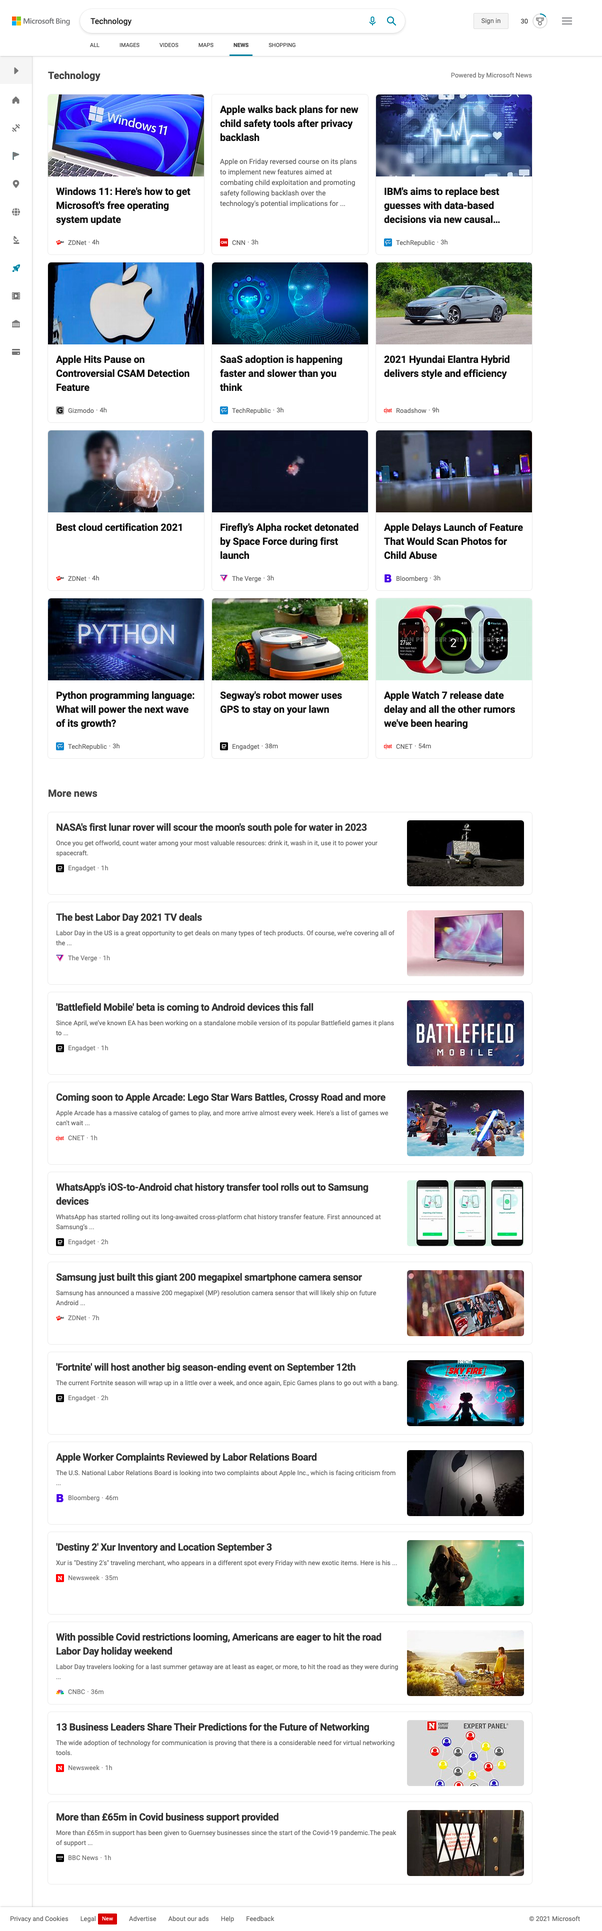 Microsoft Bing
Technology
Sign in
30
ALL
IMAGES
VIDEOS
MAPS
NEWS
SHOPPING
Technology
Powered by Microsoft News
Windows 11
Windows 11: Here's how to get
Microsoft's free operating
system update
ZDNet · 4h
Apple walks back plans for new
child safety tools after privacy
backlash
Apple on Friday reversed course on its plans
to implement new features aimed at
combating child exploitation and promoting
safety following backlash over the
technology's potential implications for ...
CNN · 3h
IBM's aims to replace best
guesses with data-based
decisions via new causal...
TechRepublic · 3h
Apple Hits Pause on
Controversial CSAM Detection
Feature
Gizmodo · 4h
SaaS adoption is happening
faster and slower than you
think
TechRepublic · 3h
2021 Hyundai Elantra Hybrid
delivers style and efficiency
Roadshow · 9h
Best cloud certification 2021
ZDNet · 4h
Firefly's Alpha rocket detonated
by Space Force during first
launch
The Verge · 3h
Apple Delays Launch of Feature
That Would Scan Photos for
Child Abuse
Bloomberg · 3h
PYTHON
Python programming language:
What will power the next wave
of its growth?
TechRepublic · 3h
Segway's robot mower uses
GPS to stay on your lawn
Engadget · 38m
Apple Watch 7 release date
delay and all the other rumors
we've been hearing
CNET · 54m
More news
NASA's first lunar rover will scour the moon's south pole for water in 2023
Once you get offworld, count water among your most valuable resources: drink it, wash in it, use it to power your
spacecraft.
Engadget · 1h
The best Labor Day 2021 TV deals
Labor Day in the US is a great opportunity to get deals on many types of tech products. Of course, we're covering all of
the ...
The Verge · 1h
'Battlefield Mobile' beta is coming to Android devices this fall
Since April, we've known EA has been working on a standalone mobile version of its popular Battlefield games it plans
to ...
Engadget · 1h
BATTLEFIELD
MOBILE
Coming soon to Apple Arcade: Lego Star Wars Battles, Crossy Road and more
Apple Arcade has a massive catalog of games to play, and more arrive almost every week. Here's a list of games we
can't wait ...
CNET · 1h
WhatsApp's iOS-to-Android chat history transfer tool rolls out to Samsung
devices
WhatsApp has started rolling out its long-awaited cross-platform chat history transfer feature. First announced at
Samsung's ...
Engadget · 2h
Samsung just built this giant 200 megapixel smartphone camera sensor
Samsung has announced a massive 200 megapixel (MP) resolution camera sensor that will likely ship on future
Android ...
ZDNet · 7h
'Fortnite' will host another big season-ending event on September 12th
The current Fortnite season will wrap up in a little over a week, and once again, Epic Games plans to go out with a bang.
Engadget · 2h
SKY FIRE
Apple Worker Complaints Reviewed by Labor Relations Board
The U.S. National Labor Relations Board is looking into two complaints about Apple Inc., which is facing criticism from
...
Bloomberg · 46m
'Destiny 2' Xur Inventory and Location September 3
Xur is "Destiny 2's" traveling merchant, who appears in a different spot every Friday with new exotic items. Here is his ...
Newsweek · 35m
With possible Covid restrictions looming, Americans are eager to hit the road
Labor Day holiday weekend
Labor Day travelers looking for a last summer getaway are at least as eager, or more, to hit the road as they were during
...
CNBC · 36m
13 Business Leaders Share Their Predictions for the Future of Networking
The wide adoption of technology for communication is proving that there is a considerable need for virtual networking
tools.
Newsweek · 1h
EXPERT PANEL
More than £65m in Covid business support provided
More than £65m in support has been given to Guernsey businesses since the start of the Covid-19 pandemic.The peak
of support ...
BBC News · 1h
Privacy and Cookies
Legal
New
Advertise
About our ads
Help
Feedback
© 2021 Microsoft